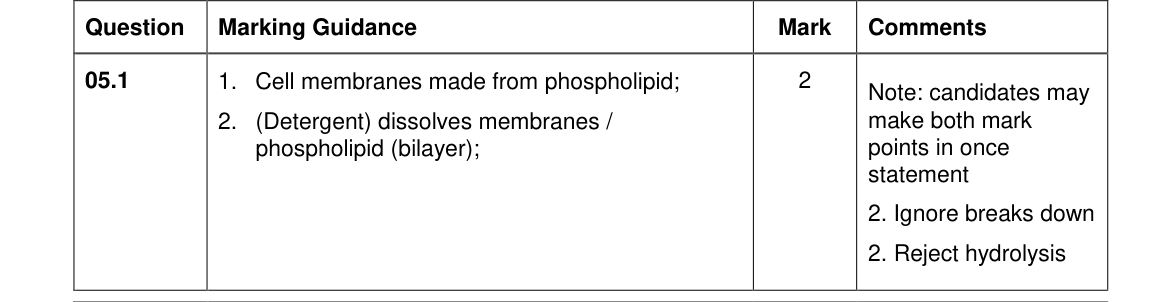 Question Marking Guidance Mark Comments
05.1 1. Cell membranes made from phospholipid; 2
2. (Detergent) dissolves membranes /
phospholipid (bilayer);
Note: candidates may
make both mark
points in once
statement
2. Ignore breaks down
2. Reject hydrolysis